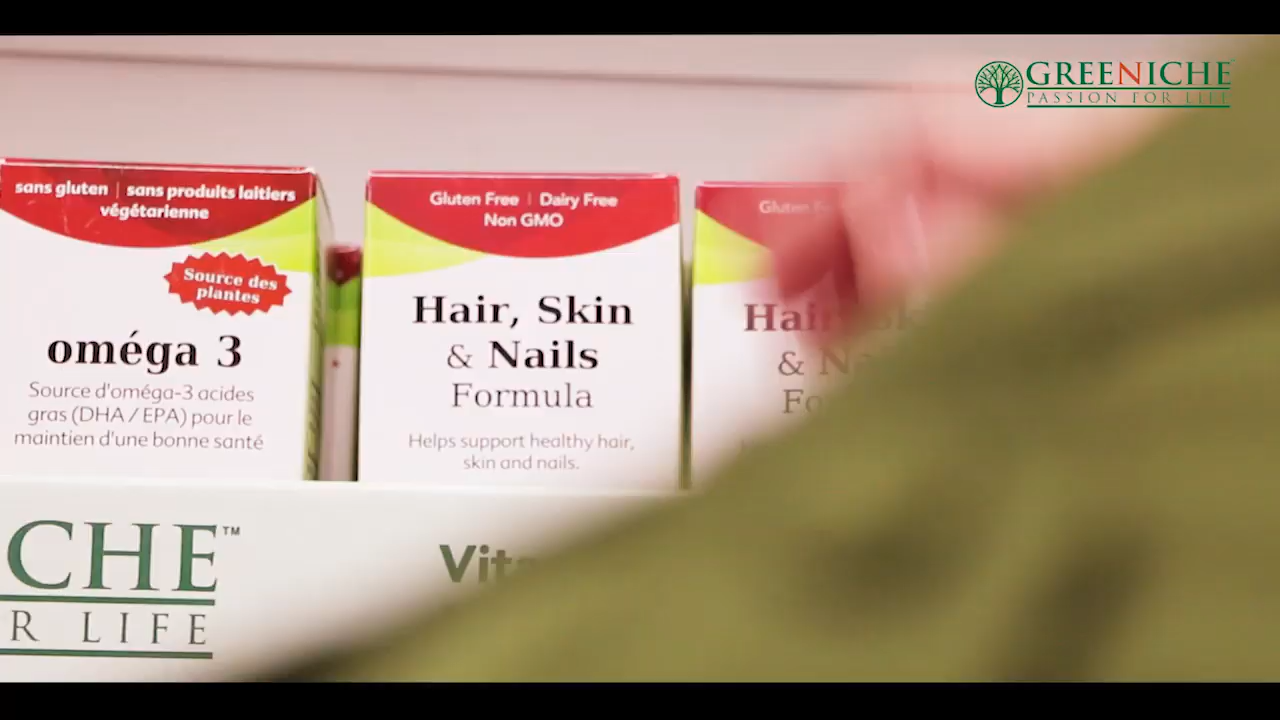 GREENICHE
PASSION FOR LIFE
sans gluten | sans produits laitiers
végétarienne
Source des
plantes
oméga 3
Source d'oméga-3 acides
gras (DHA / EPA) pour le
maintien d'une bonne santé
Gluten Free | Dairy Free
Non GMO
Hair, Skin
& Nails
Formula
Helps support healthy hair,
skin and nails.
Gluten
Hair
&
CHE™
R LIFE